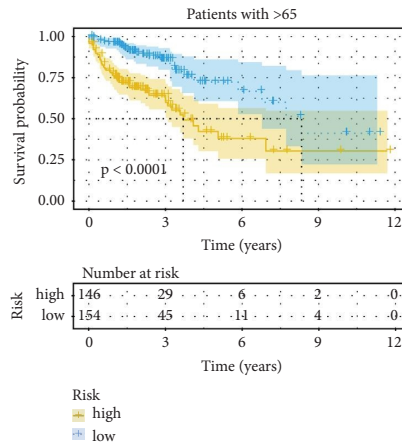 Patients with >65
1.00
0.75
0.50
0.25
0.00
Survival probability
p < 0.0001
0 3 6 9 12
Time (years)
Number at risk
Risk
high 146 29 6 2 0
low 154 45 11 4 0
0 3 6 9 12
Time (years)
Risk
high
low